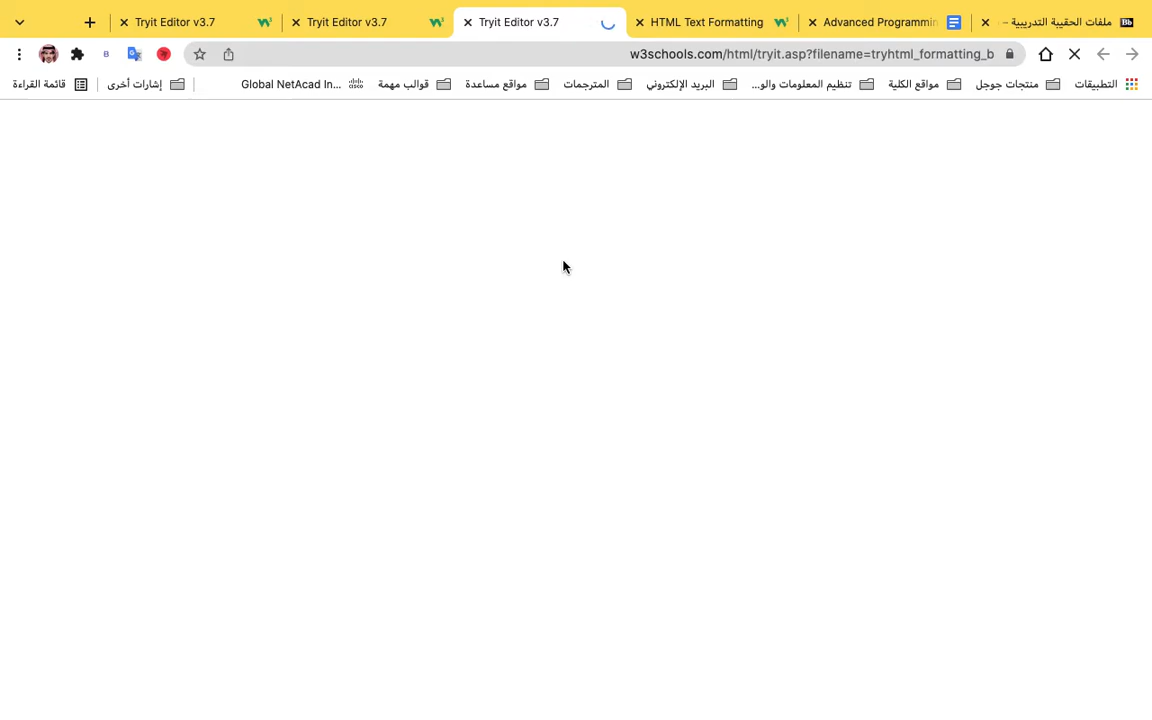 ملفات الحقيبة التدريبية –
Advanced Programmin
HTML Text Formatting
Tryit Editor v3.7
Tryit Editor v3.7
Tryit Editor v3.7
w3schools.com/html/tryit.asp?filename=tryhtml_formatting_b
التطبيقات
منتجات جوجل
مواقع الكلية
تنظيم المعلومات والو...
البريد الإلكتروني
المترجمات
مواقع مساعدة
قوالب مهمة
Global NetAcad In...
إشارات أخرى
قائمة القراءة